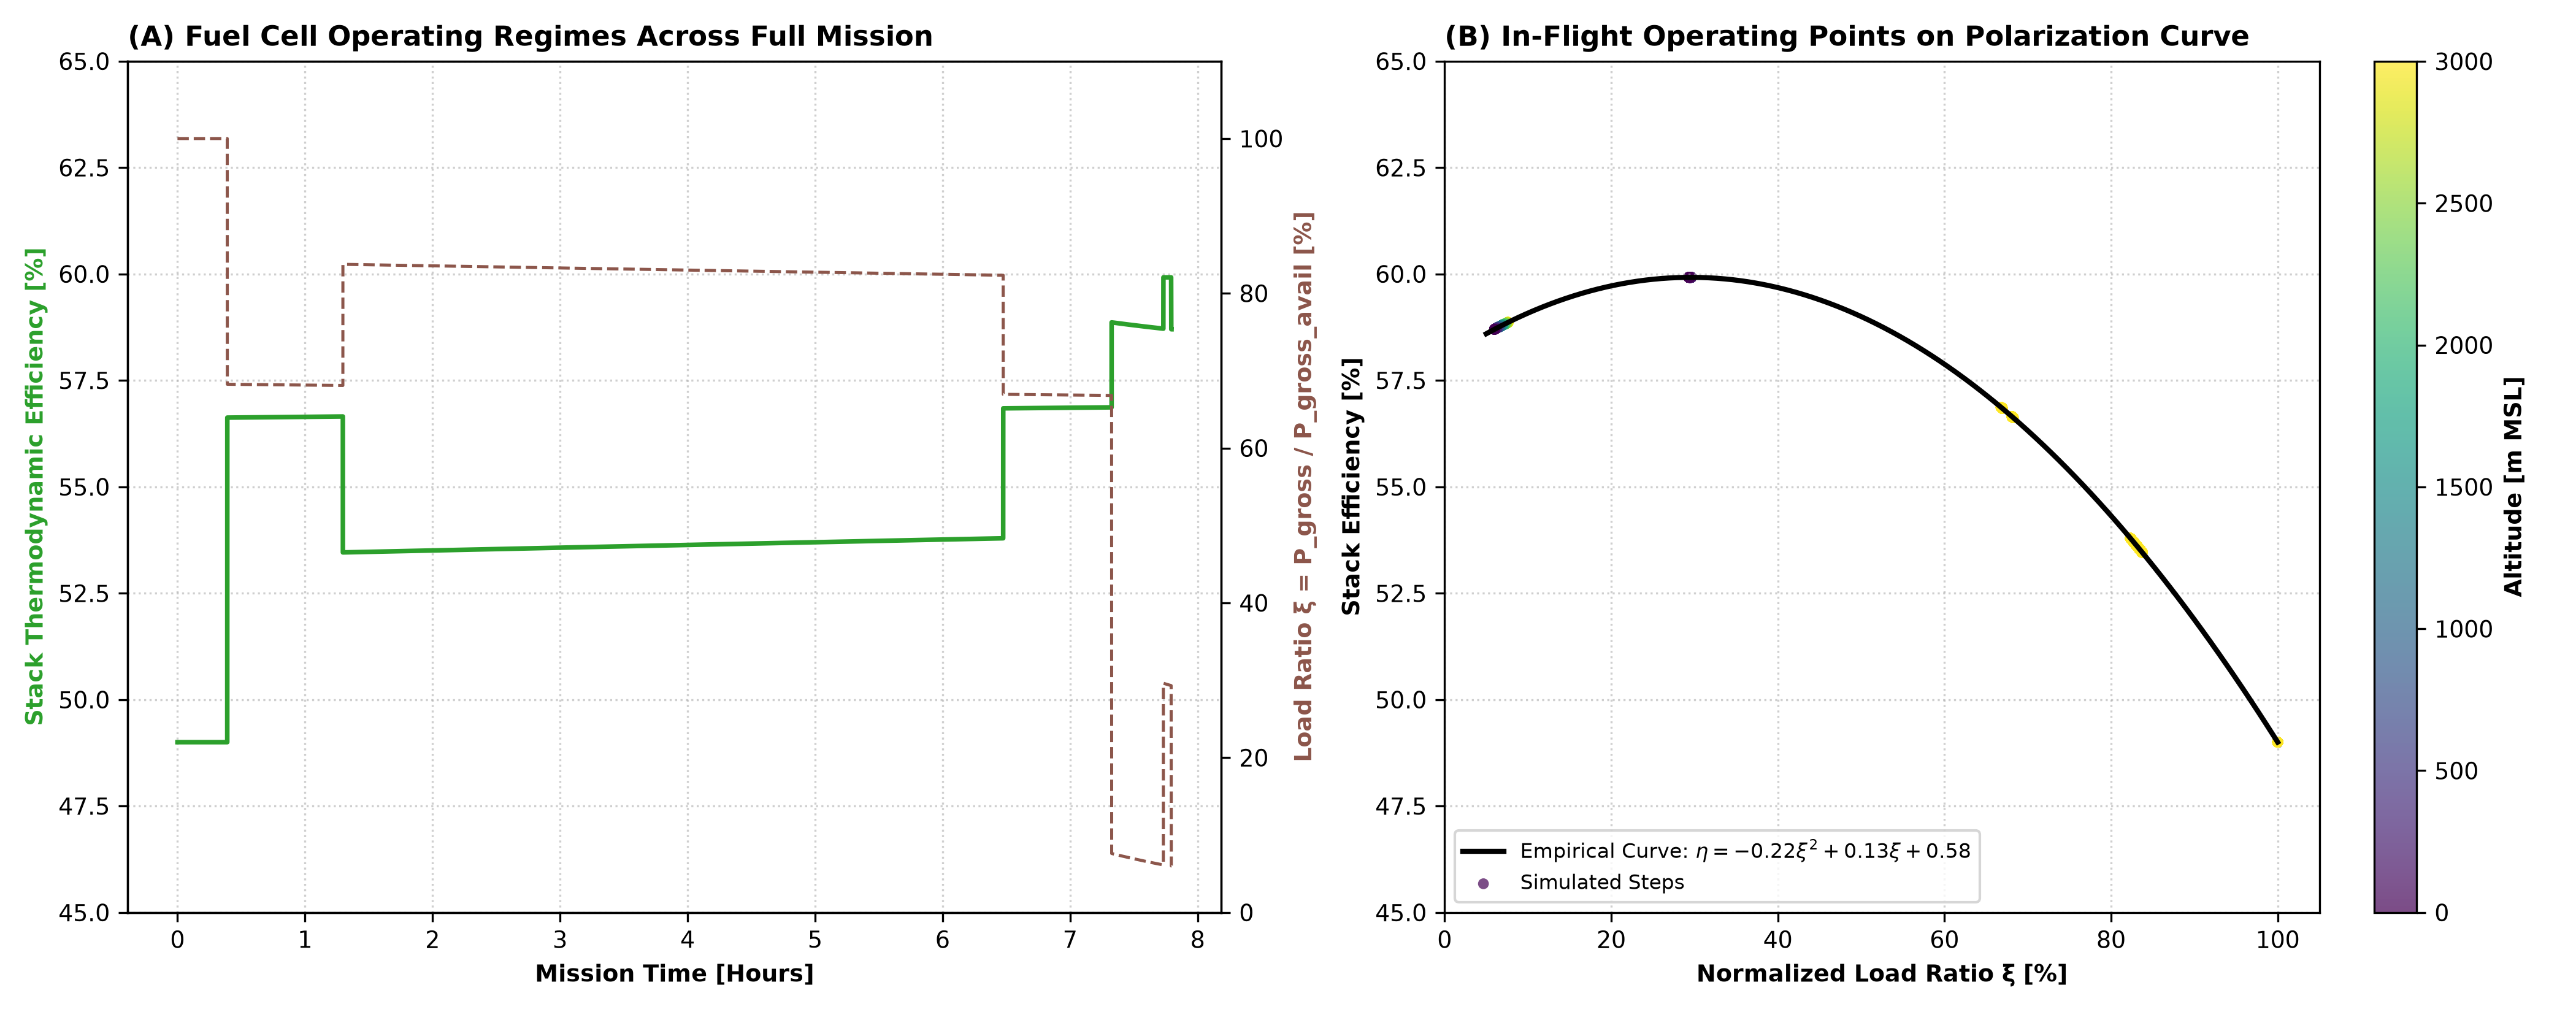 (A) Fuel Cell Operating Regimes Across Full Mission
65.0
62.5
60.0
57.5
55.0
52.5
50.0
47.5
45.0
Stack Thermodynamic Efficiency [%]
0 1 2 3 4 5 6 7 8
Mission Time [Hours]
100
80
60
40
20
0
Load Ratio ξ = P_gross / P_gross_avail [%]
(B) In-Flight Operating Points on Polarization Curve
65.0
62.5
60.0
57.5
55.0
52.5
50.0
47.5
45.0
Stack Efficiency [%]
Empirical Curve: η = −0.22ξ² + 0.13ξ + 0.58
Simulated Steps
0 20 40 60 80 100
Normalized Load Ratio ξ [%]
3000
2500
2000
1500
1000
500
0
Altitude [m MSL]